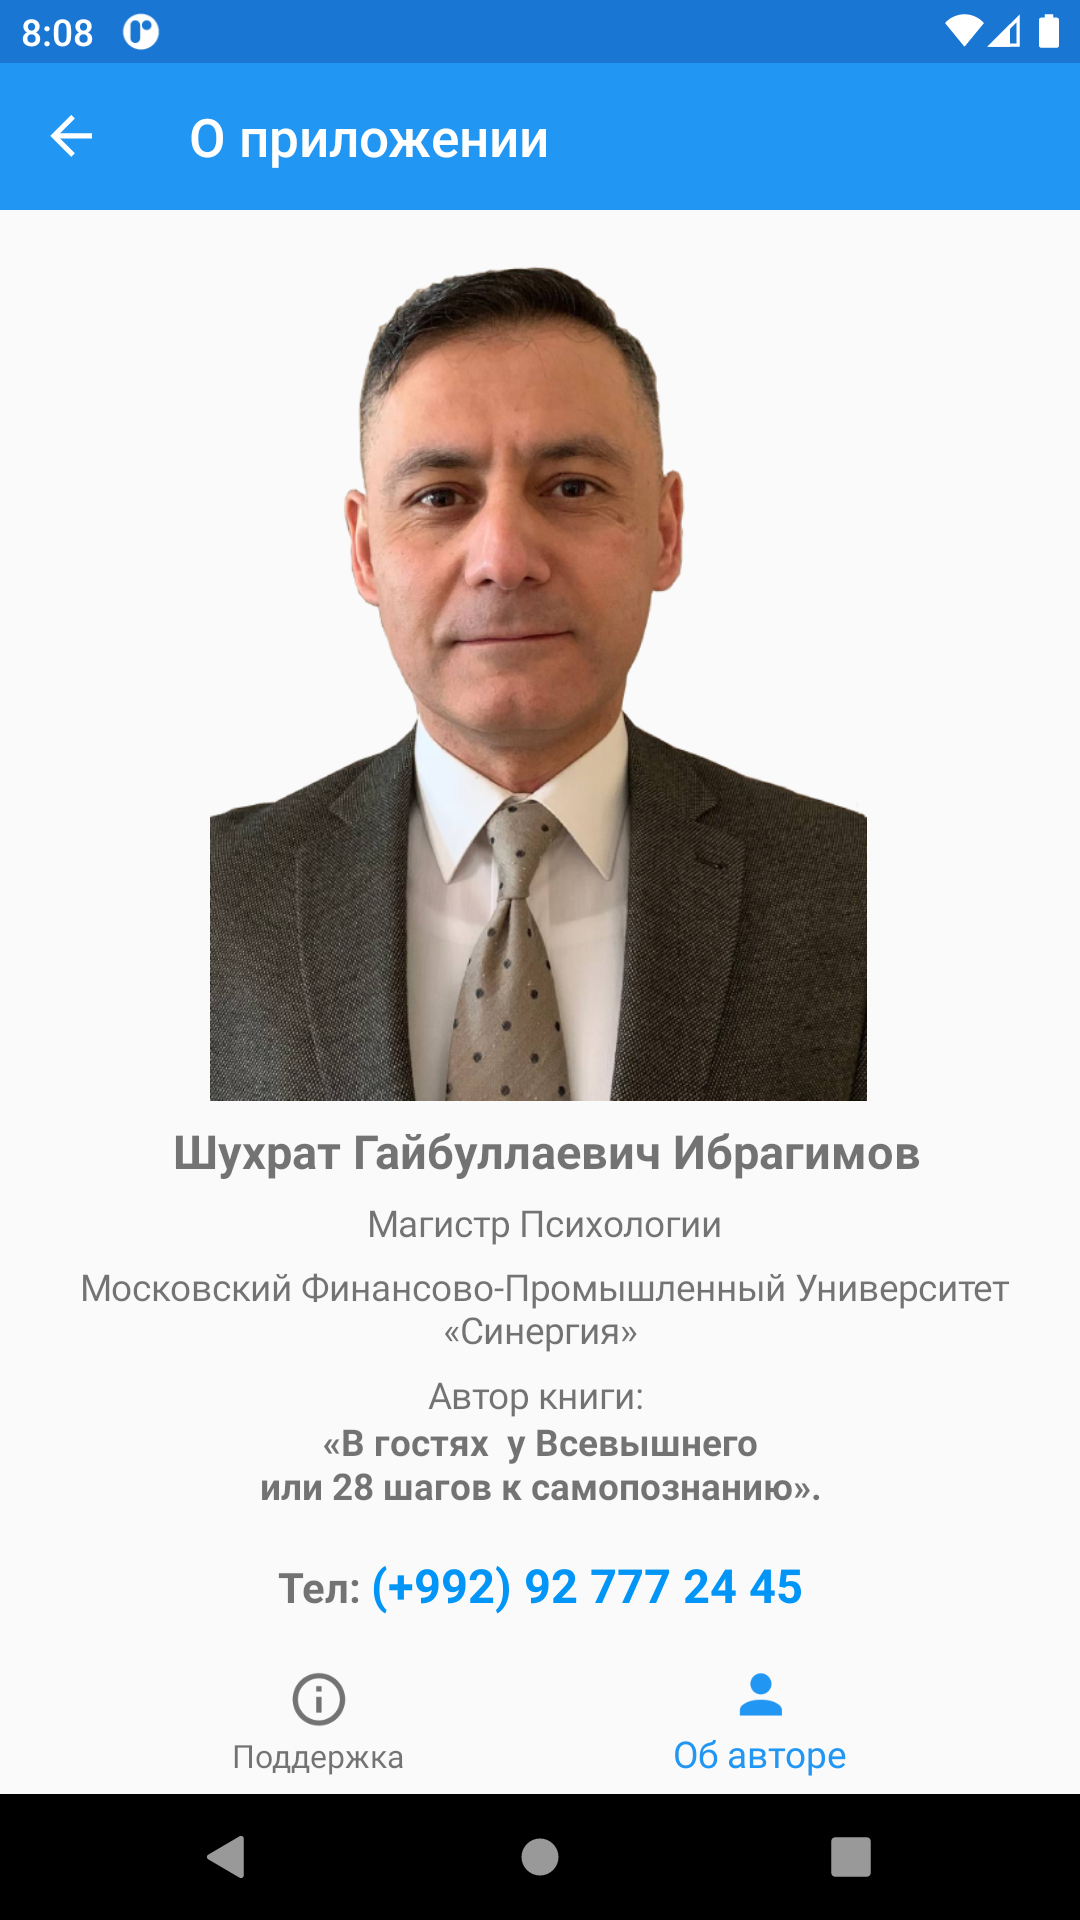 8:08
О приложении
Шухрат Гайбуллаевич Ибрагимов
Магистр Психологии
Московский Финансово-Промышленный Университет
«Синергия»
Автор книги:
«В гостях  у Всевышнего
или 28 шагов к самопознанию».
Тел: (+992) 92 777 24 45
Поддержка
Об авторе